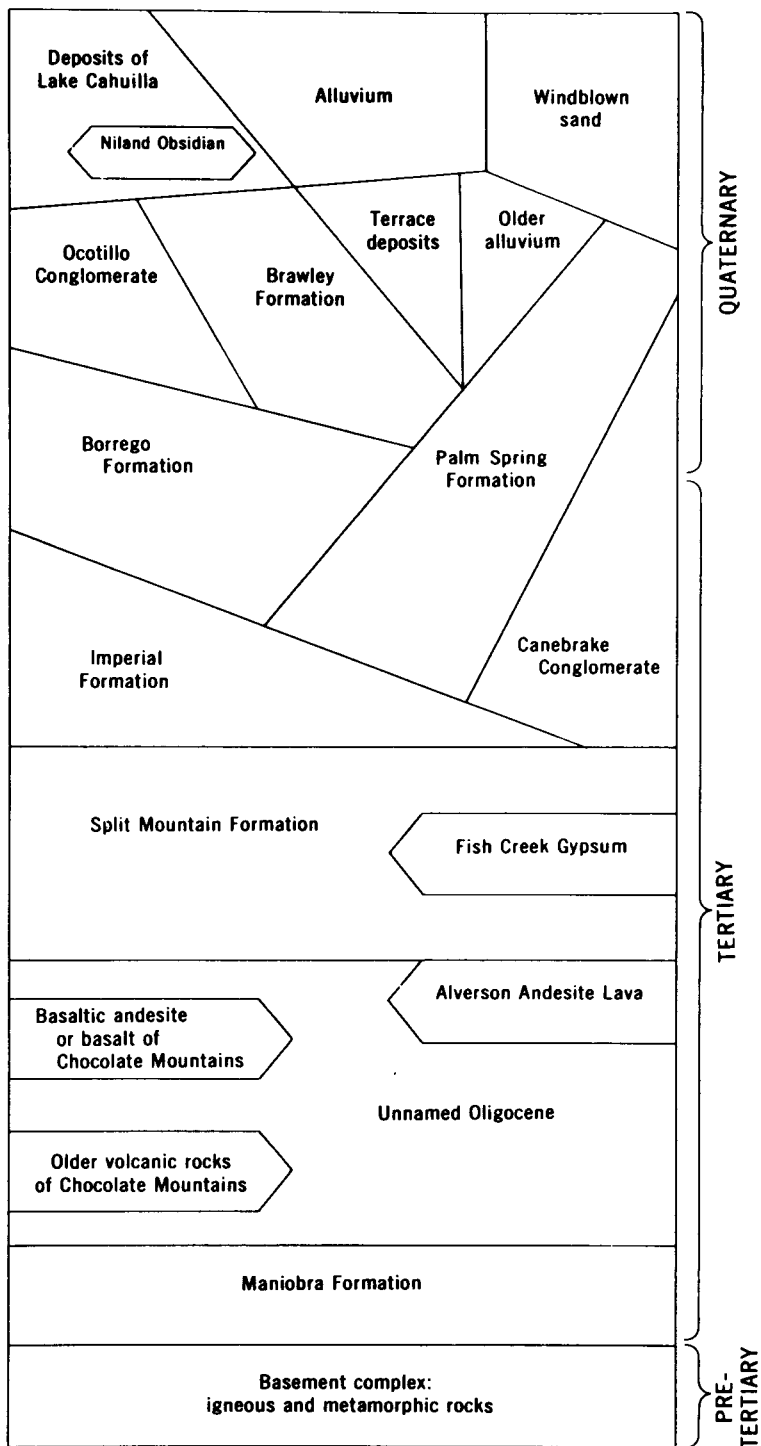 Deposits of
Lake Cahuilla
Alluvium
Windblown
sand
Niland Obsidian
Terrace
deposits
Older
alluvium
Ocotillo
Conglomerate
Brawley
Formation
QUATERNARY
Borrego
Formation
Palm Spring
Formation
Imperial
Formation
Canebrake
Conglomerate
Split Mountain Formation
Fish Creek Gypsum
TERTIARY
Alverson Andesite Lava
Basaltic andesite
or basalt of
Chocolate Mountains
Unnamed Oligocene
Older volcanic rocks
of Chocolate Mountains
Maniobra Formation
Basement complex:
igneous and metamorphic rocks
PRE-
TERTIARY